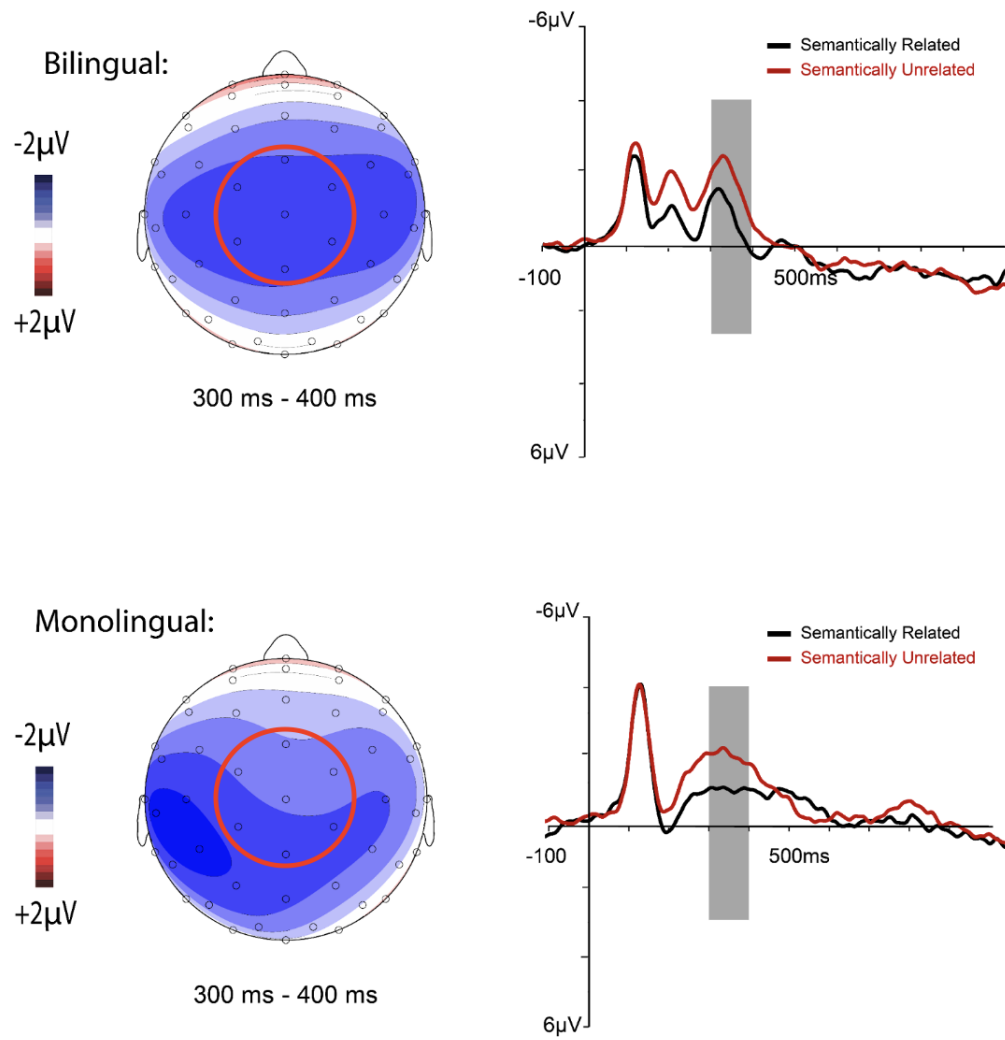 Bilingual:
-2µV
+2µV
300 ms - 400 ms
-6µV
Semantically Related
Semantically Unrelated
-100
500ms
6µV
Monolingual:
-2µV
+2µV
300 ms - 400 ms
-6µV
Semantically Related
Semantically Unrelated
-100
500ms
6µV